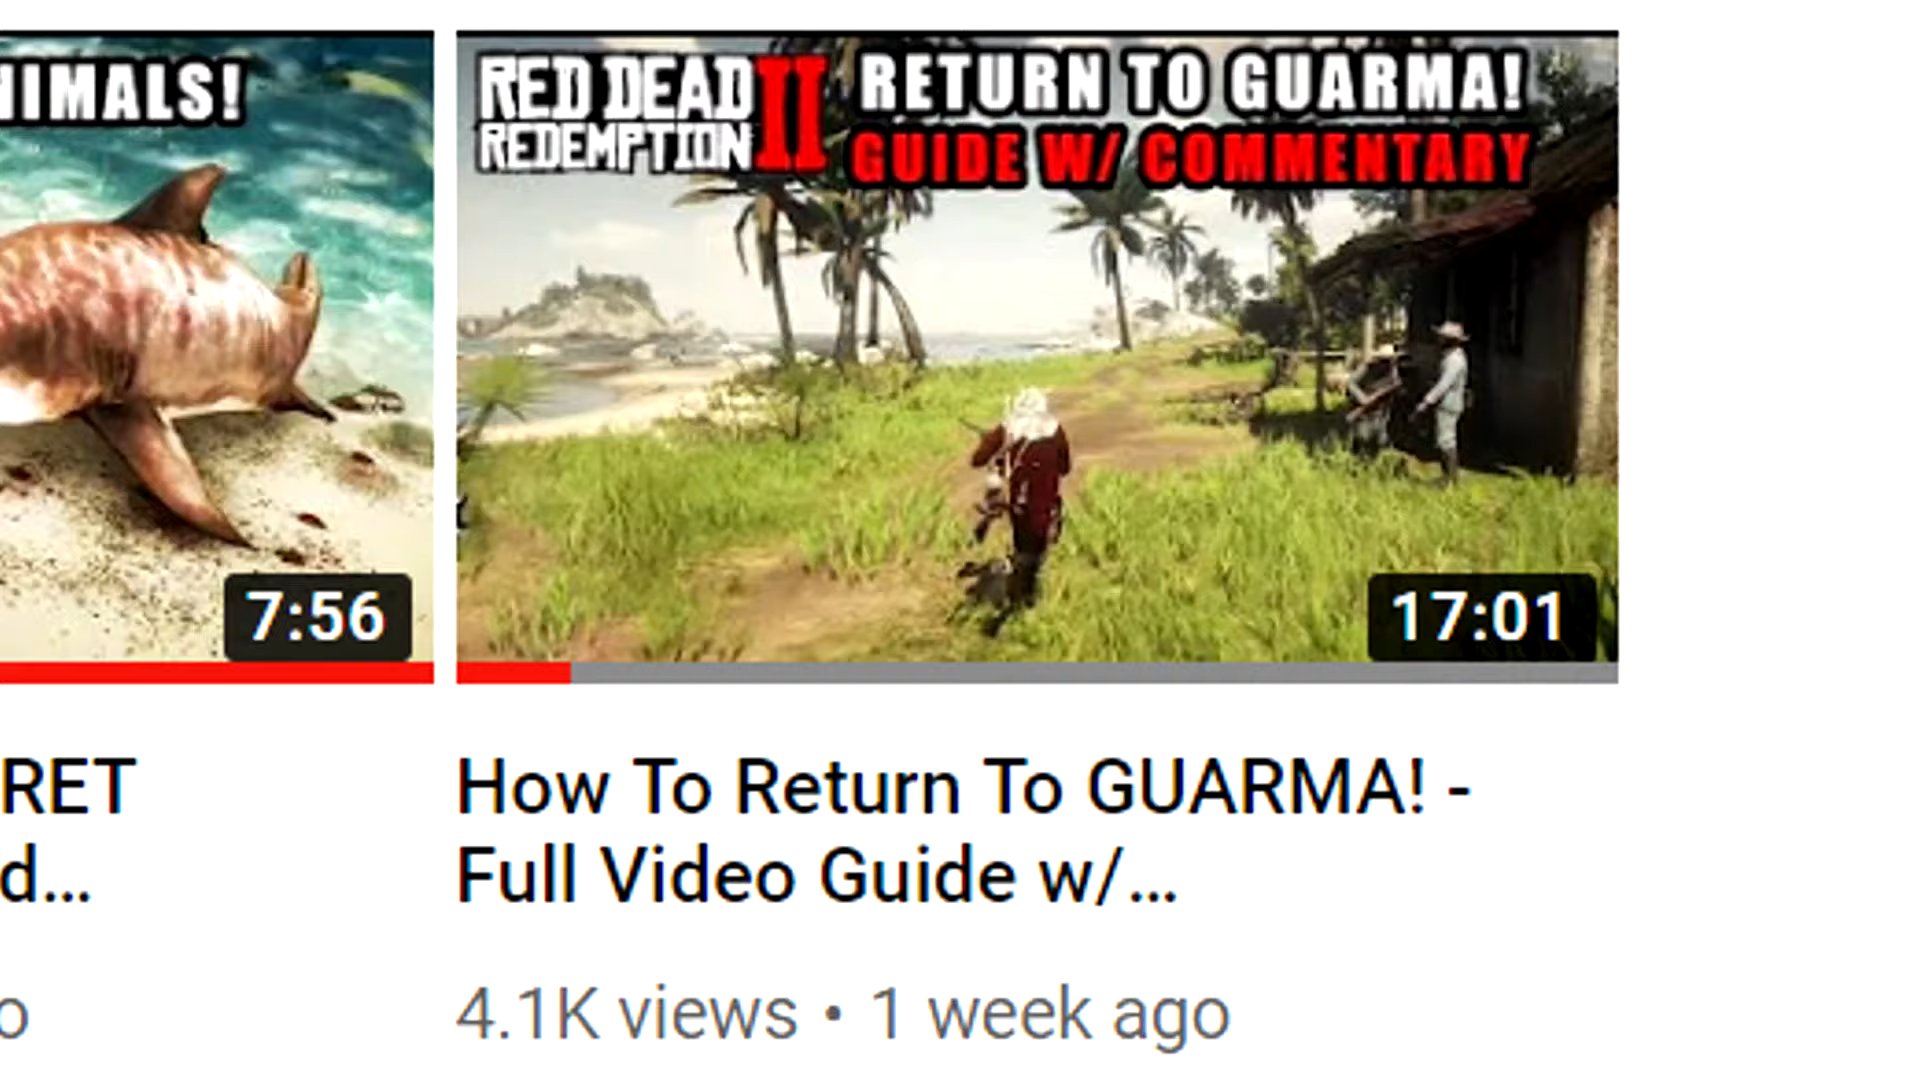 NIMALS!
7:56
RET
d...
o
RED DEAD
REDEMPTION II
RETURN TO GUARMA!
GUIDE W/ COMMENTARY
17:01
How To Return To GUARMA! -
Full Video Guide w/...
4.1K views • 1 week ago